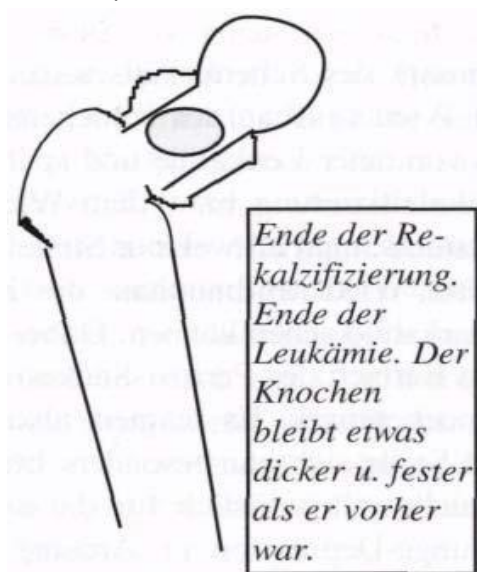 Ende der Re-
kalzifizierung.
Ende der
Leukämie. Der
Knochen
bleibt etwas
dicker u. fester
als er vorher
war.